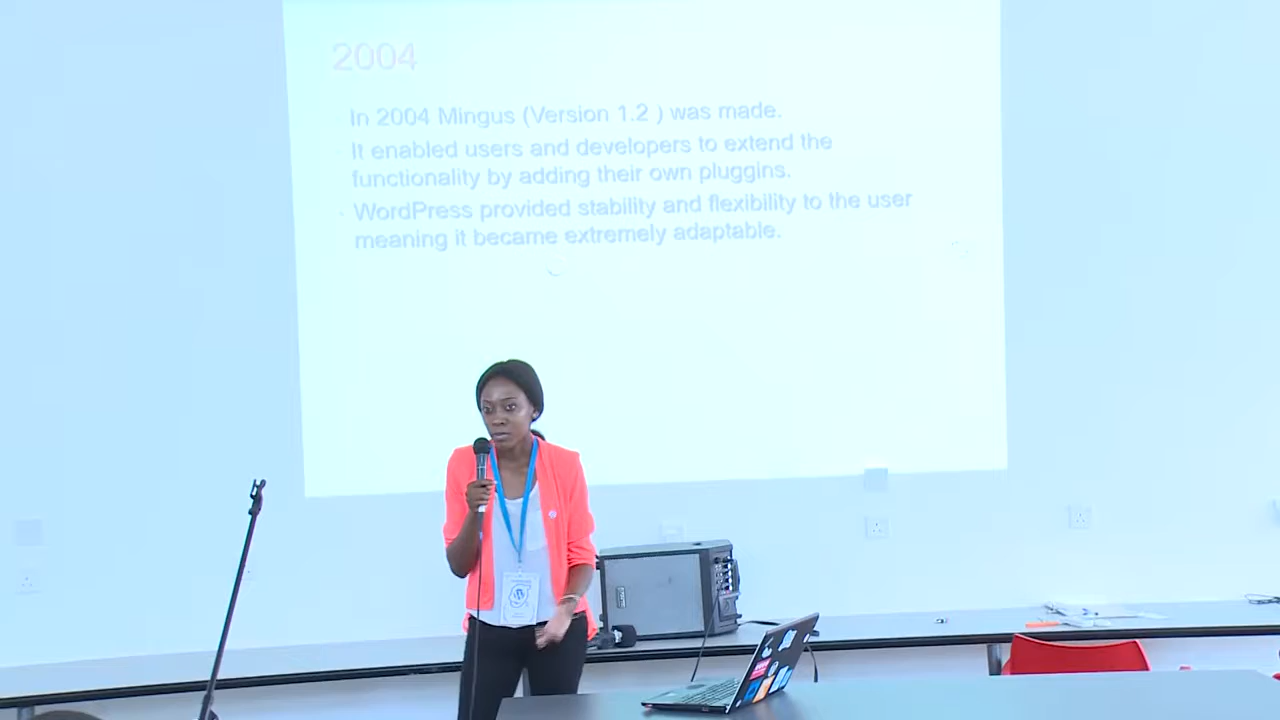 2004
In 2004 Mingus (Version 1.2 ) was made.
It enabled users and developers to extend the
functionality by adding their own pluggins.
WordPress provided stability and flexibility to the user
meaning it became extremely adaptable.